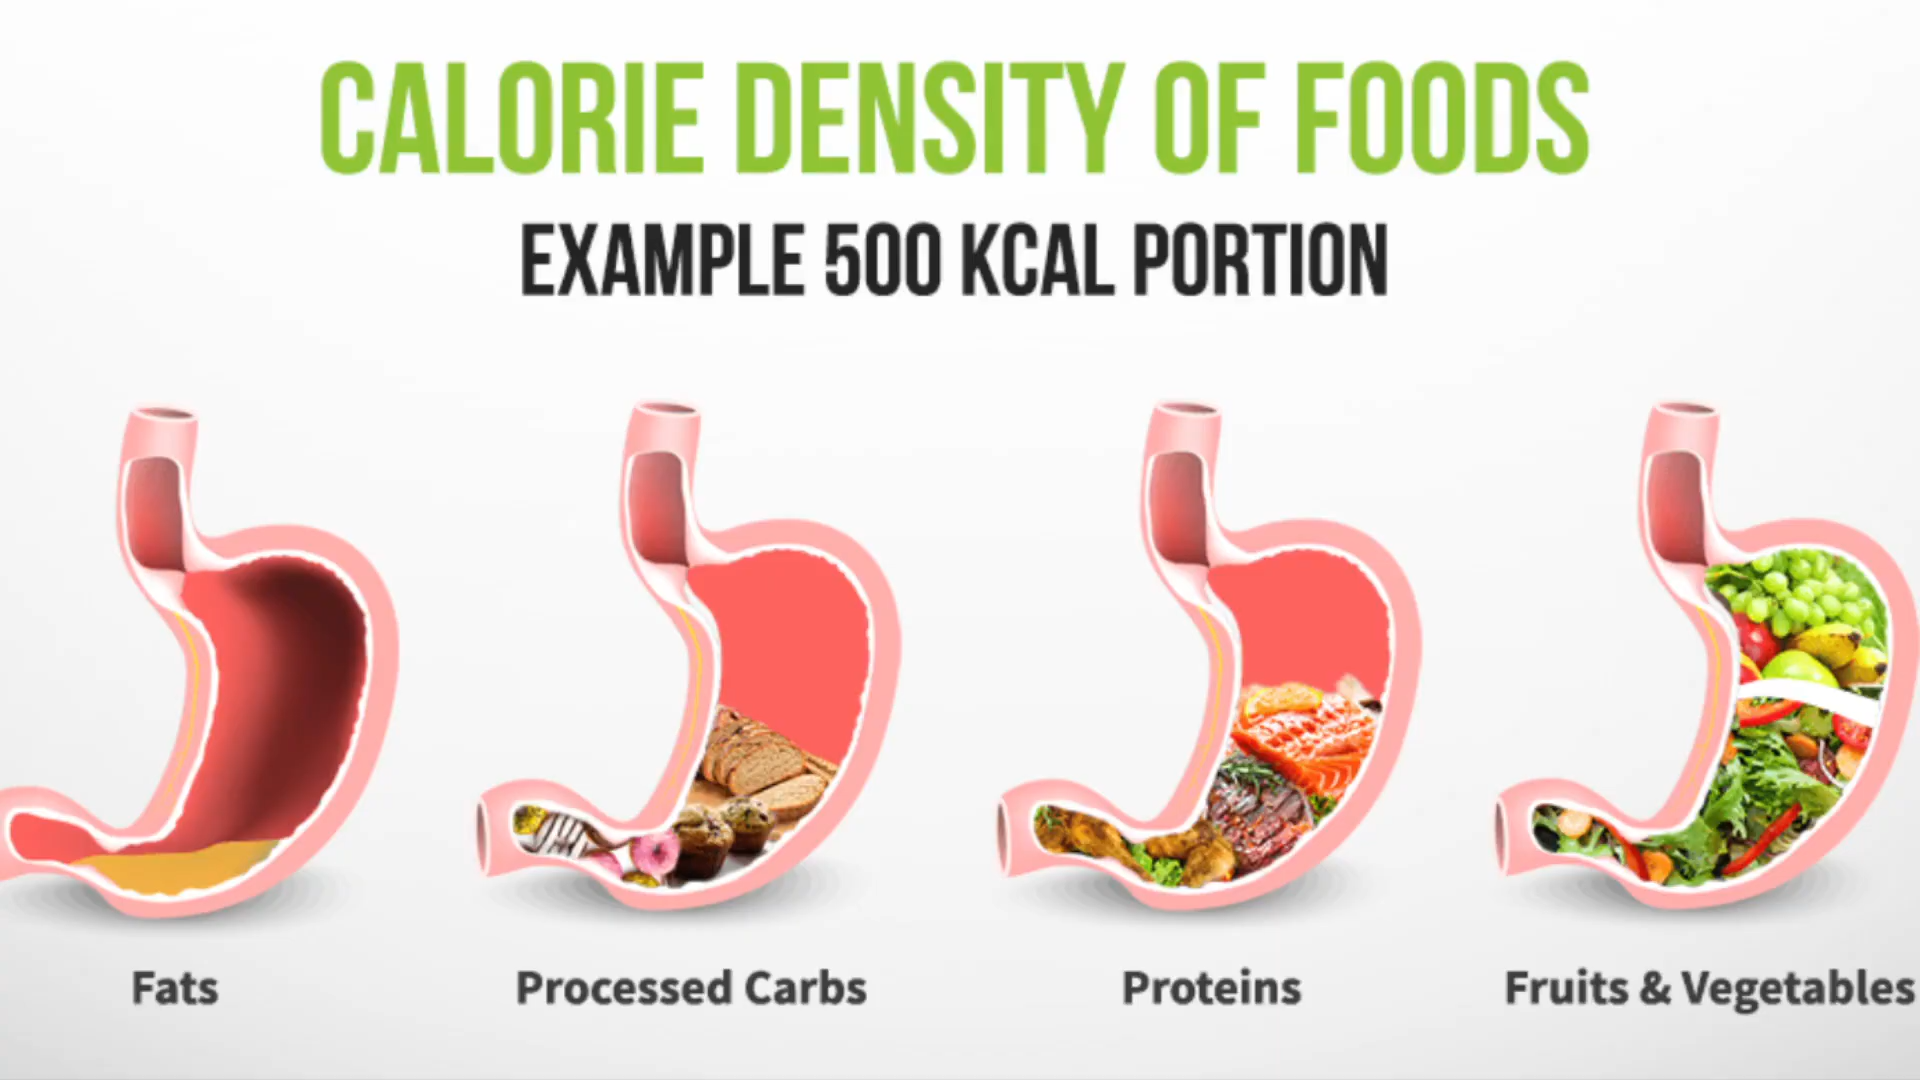 CALORIE DENSITY OF FOODS
EXAMPLE 500 KCAL PORTION
Fats
Processed Carbs
Proteins
Fruits & Vegetables